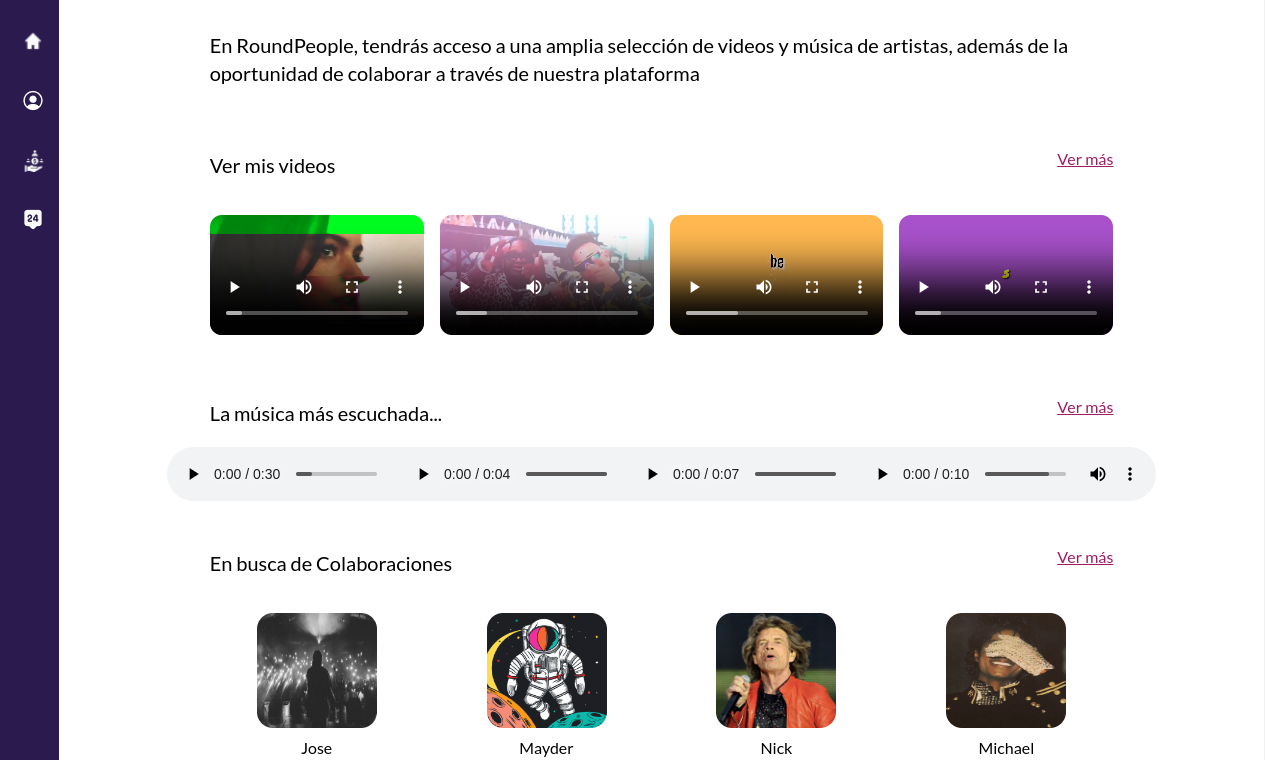 En RoundPeople, tendrás acceso a una amplia selección de videos y música de artistas, además de la
oportunidad de colaborar a través de nuestra plataforma
Ver mis videos
Ver más
be
s
La música más escuchada...
Ver más
0:00 / 0:30
0:00 / 0:04
0:00 / 0:07
0:00 / 0:10
En busca de Colaboraciones
Ver más
Jose
Mayder
Nick
Michael
24